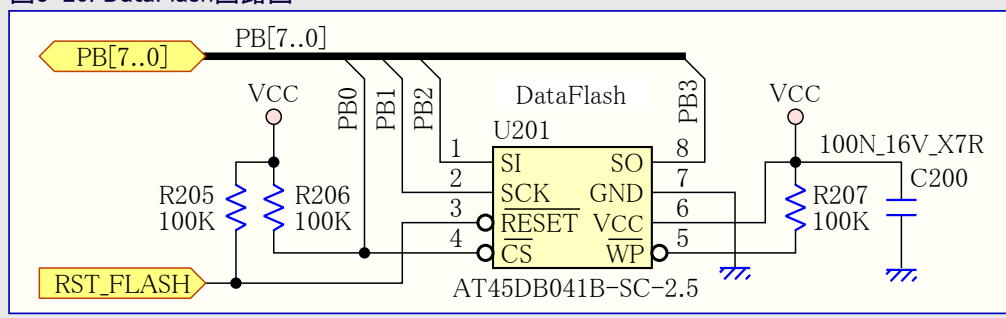 PB[7..0]
PB[7..0]
VCC
PB0
PB1
PB2
DataFlash
PB3
VCC
U201
100N_16V_X7R
C200
1
SI
SO
8
2
SCK
GND
7
3
RESET
VCC
6
4
CS
WP
5
R205
100K
R206
100K
R207
100K
RST_FLASH
AT45DB041B-SC-2.5